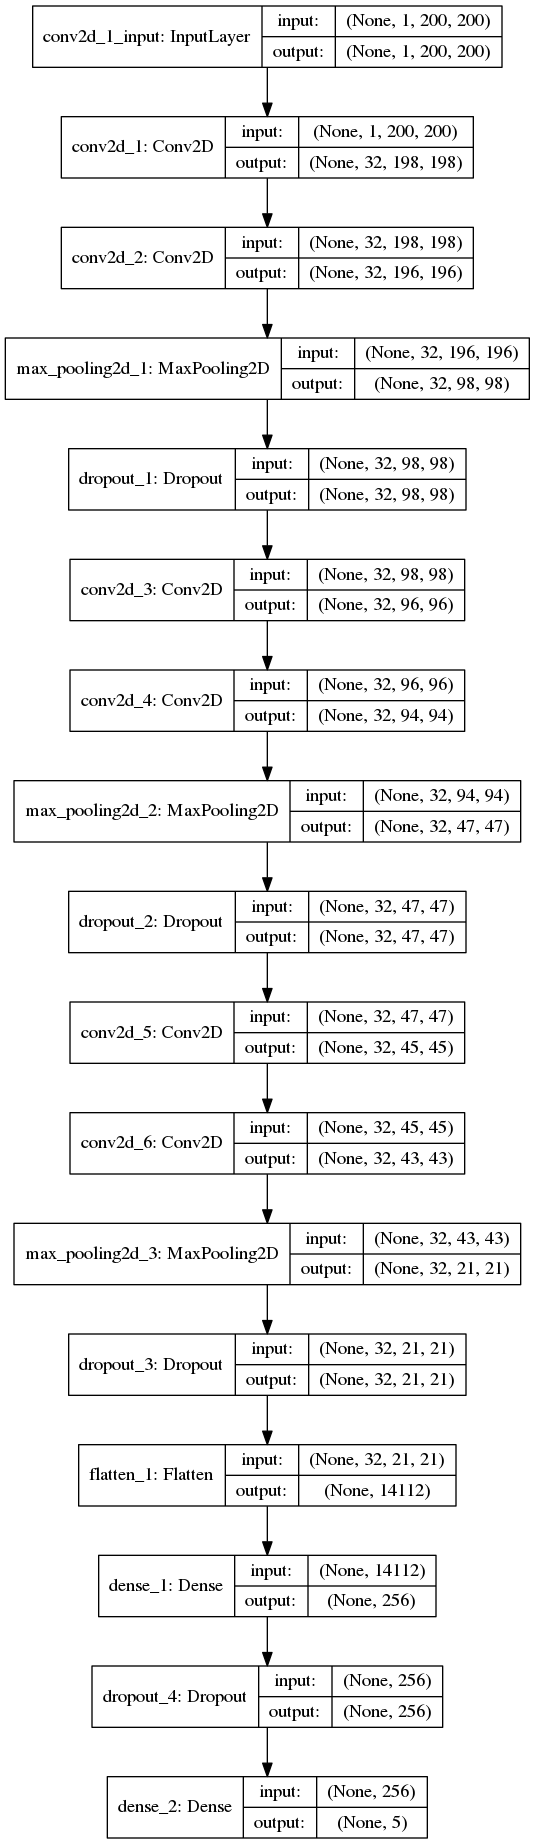 conv2d_1_input: InputLayer
input: (None, 1, 200, 200)
output: (None, 1, 200, 200)
conv2d_1: Conv2D
input: (None, 1, 200, 200)
output: (None, 32, 198, 198)
conv2d_2: Conv2D
input: (None, 32, 198, 198)
output: (None, 32, 196, 196)
max_pooling2d_1: MaxPooling2D
input: (None, 32, 196, 196)
output: (None, 32, 98, 98)
dropout_1: Dropout
input: (None, 32, 98, 98)
output: (None, 32, 98, 98)
conv2d_3: Conv2D
input: (None, 32, 98, 98)
output: (None, 32, 96, 96)
conv2d_4: Conv2D
input: (None, 32, 96, 96)
output: (None, 32, 94, 94)
max_pooling2d_2: MaxPooling2D
input: (None, 32, 94, 94)
output: (None, 32, 47, 47)
dropout_2: Dropout
input: (None, 32, 47, 47)
output: (None, 32, 47, 47)
conv2d_5: Conv2D
input: (None, 32, 47, 47)
output: (None, 32, 45, 45)
conv2d_6: Conv2D
input: (None, 32, 45, 45)
output: (None, 32, 43, 43)
max_pooling2d_3: MaxPooling2D
input: (None, 32, 43, 43)
output: (None, 32, 21, 21)
dropout_3: Dropout
input: (None, 32, 21, 21)
output: (None, 32, 21, 21)
flatten_1: Flatten
input: (None, 32, 21, 21)
output: (None, 14112)
dense_1: Dense
input: (None, 14112)
output: (None, 256)
dropout_4: Dropout
input: (None, 256)
output: (None, 256)
dense_2: Dense
input: (None, 256)
output: (None, 5)